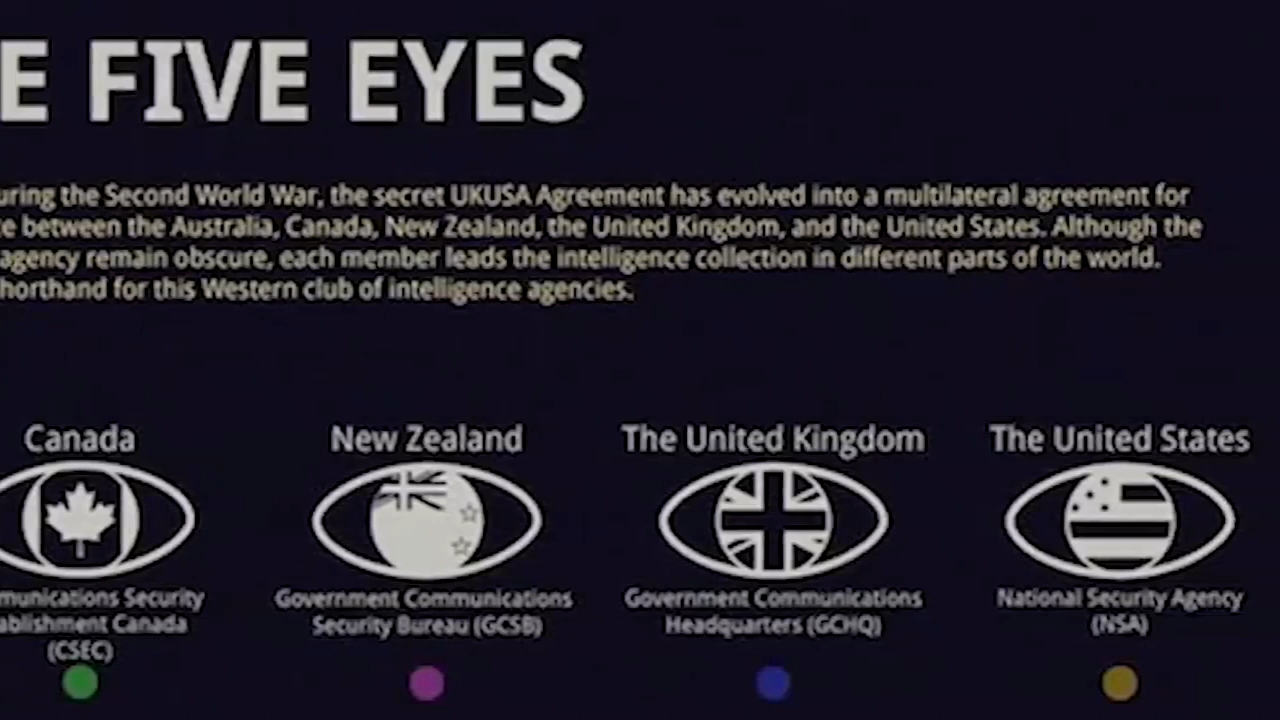 E FIVE EYES
uring the Second World War, the secret UKUSA Agreement has evolved into a multilateral agreement for
e between the Australia, Canada, New Zealand, the United Kingdom, and the United States. Although the
agency remain obscure, each member leads the intelligence collection in different parts of the world.
horthand for this Western club of intelligence agencies.
Canada
New Zealand
The United Kingdom
The United States
munications Security
ablishment Canada
(CSEC)
Government Communications
Security Bureau (GCSB)
Government Communications
Headquarters (GCHQ)
National Security Agency
(NSA)